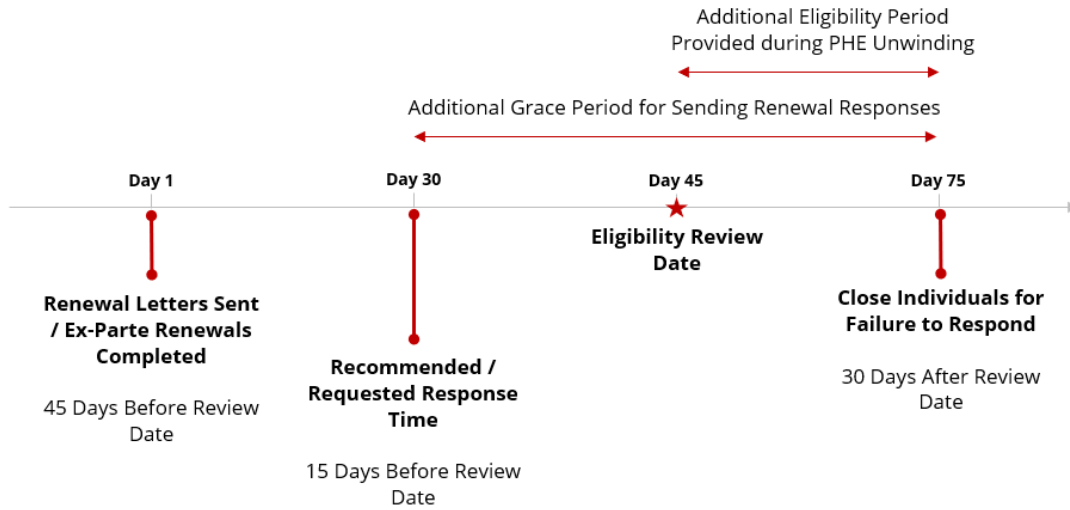 Additional Eligibility Period
Provided during PHE Unwinding
Additional Grace Period for Sending Renewal Responses
Day 1
Day 30
Day 45
Day 75
Renewal Letters Sent
/ Ex-Parte Renewals
Completed
45 Days Before Review
Date
Recommended /
Requested Response
Time
15 Days Before Review
Date
Eligibility Review
Date
Close Individuals for
Failure to Respond
30 Days After Review
Date